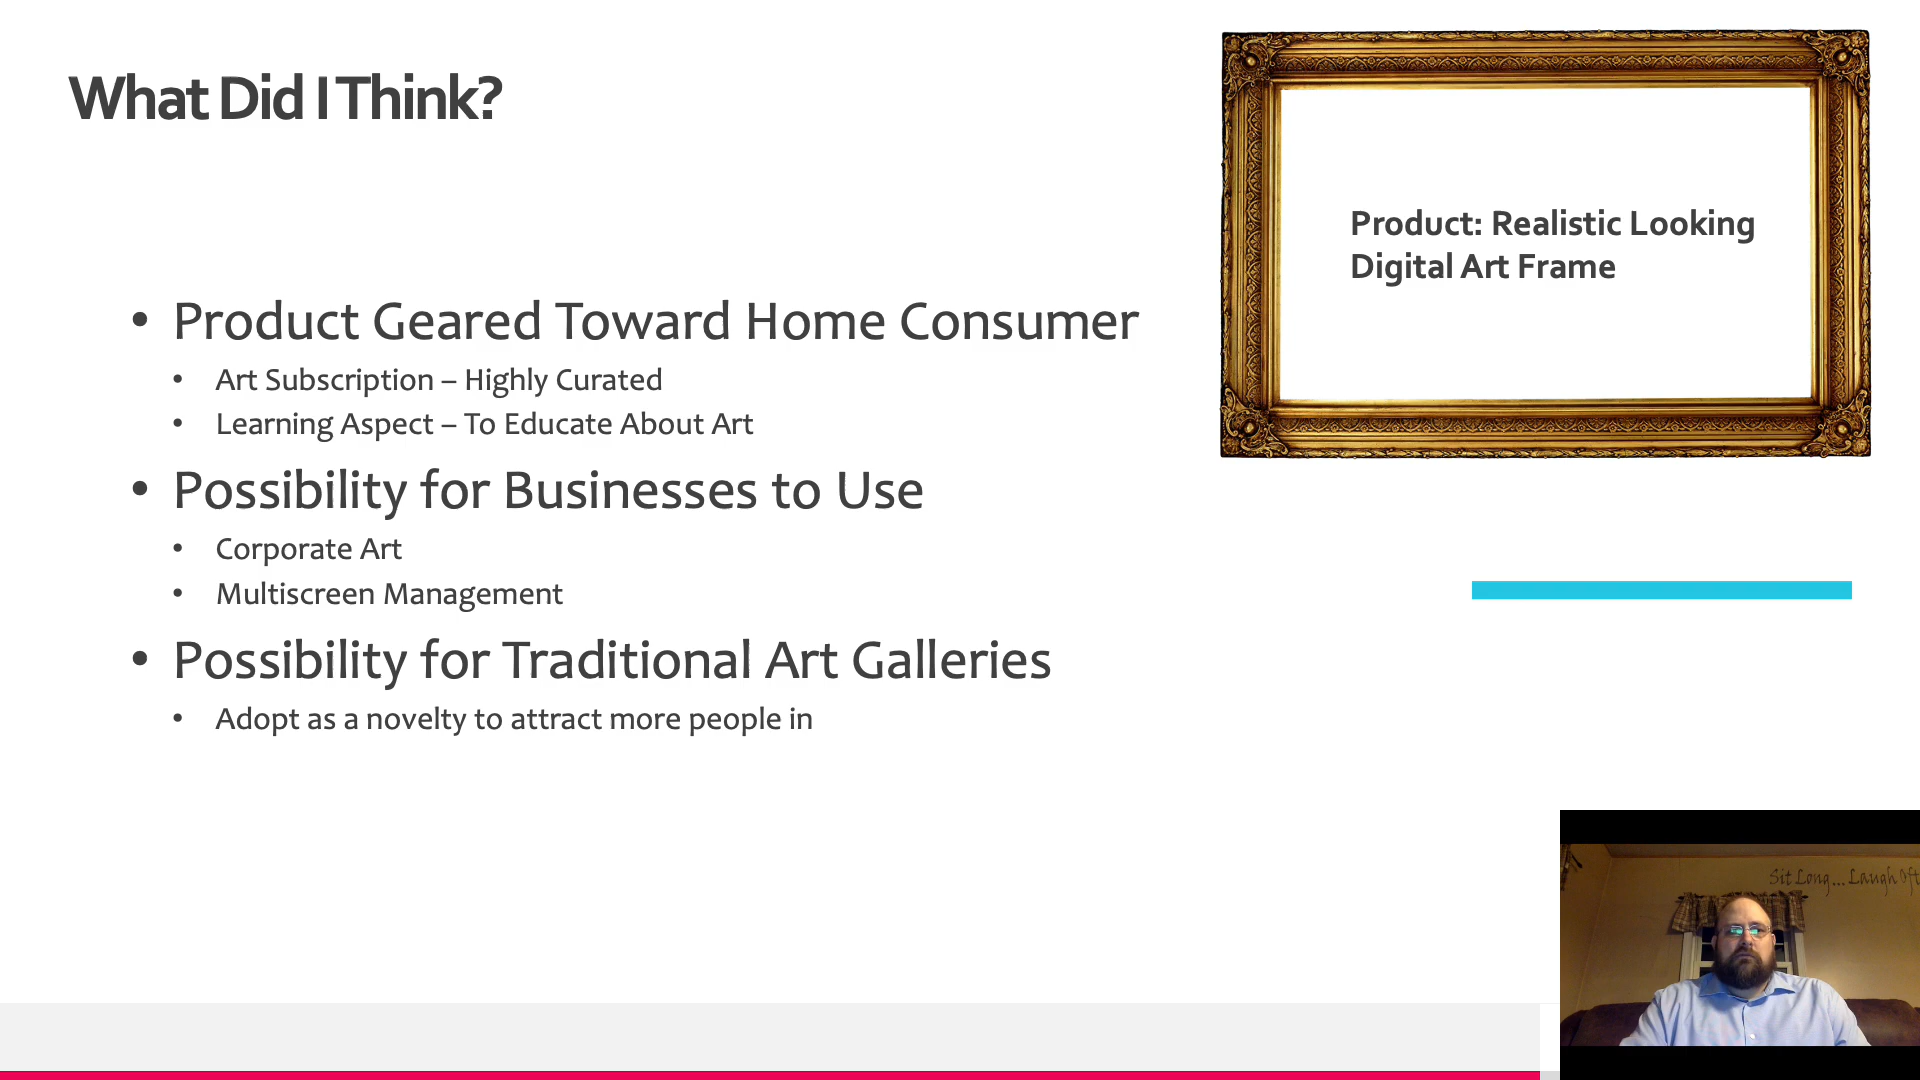 What Did I Think?
Product: Realistic Looking
Digital Art Frame
• Product Geared Toward Home Consumer
• Art Subscription – Highly Curated
• Learning Aspect – To Educate About Art
• Possibility for Businesses to Use
• Corporate Art
• Multiscreen Management
• Possibility for Traditional Art Galleries
• Adopt as a novelty to attract more people in
Sit Long... Laugh Oft